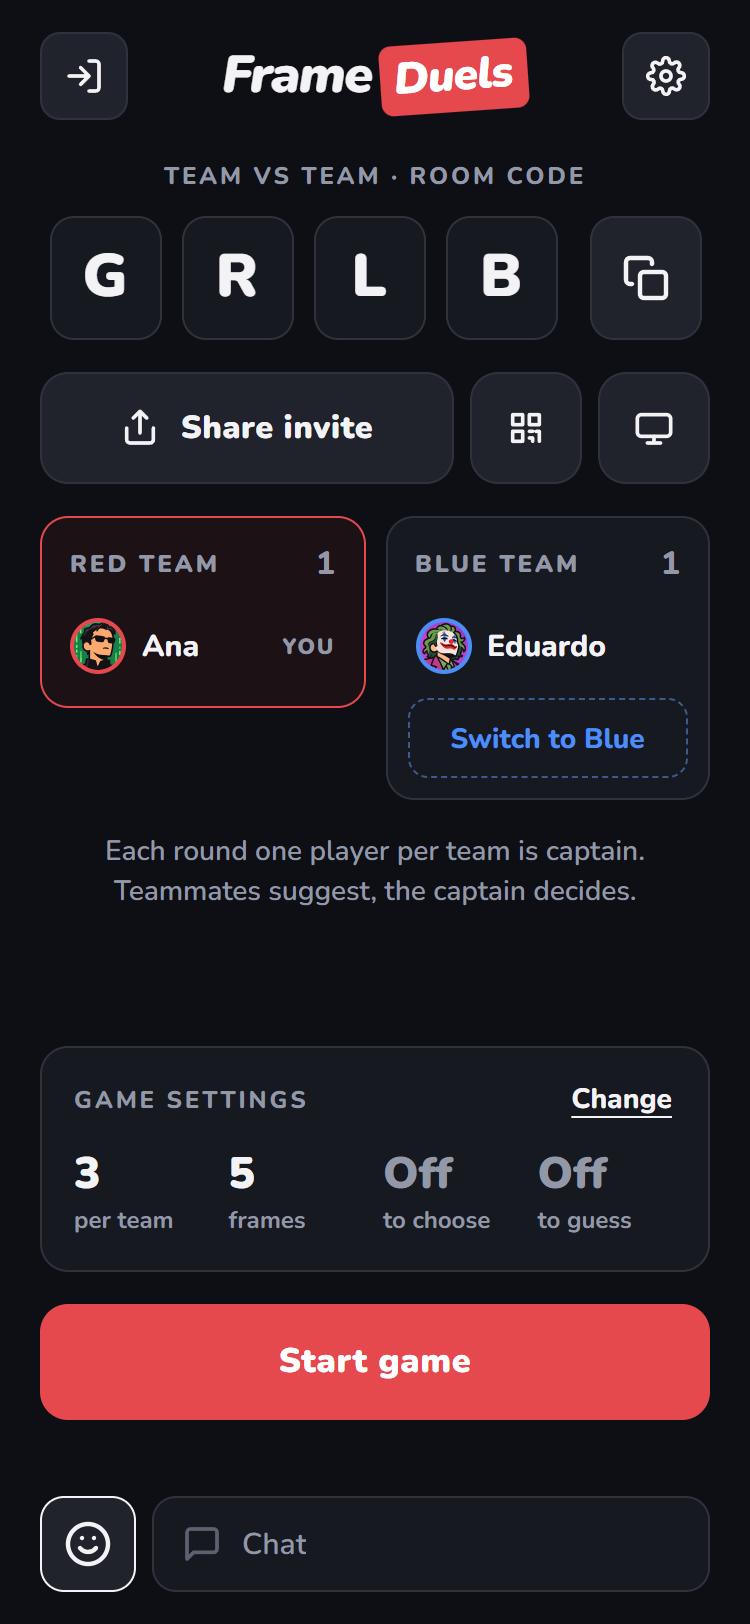 Frame Duels
TEAM VS TEAM · ROOM CODE
G R L B
Share invite
RED TEAM 1
Ana YOU
BLUE TEAM 1
Eduardo
Switch to Blue
Each round one player per team is captain.
Teammates suggest, the captain decides.
GAME SETTINGS Change
3 5 Off Off
per team frames to choose to guess
Start game
Chat